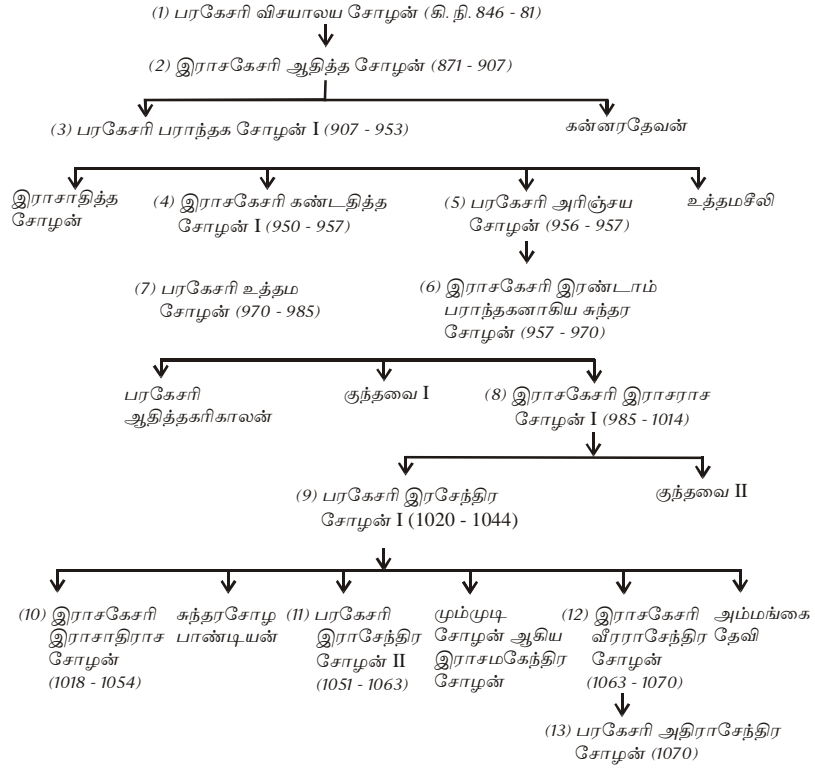 (1) பரகேசரி விசயாலய சோழன் (கி. நி. 846 - 81)
(2) இராசகேசரி ஆதித்த சோழன் (871 - 907)
(3) பரகேசரி பராந்தக சோழன் I (907 - 953)
கன்னரதேவன்
இராசாதித்த
சோழன்
(4) இராசகேசரி கண்டதித்த
சோழன் I (950 - 957)
(5) பரகேசரி அரிஞ்சய
சோழன் (956 - 957)
உத்தமசீலி
(7) பரகேசரி உத்தம
சோழன் (970 - 985)
(6) இராசகேசரி இரண்டாம்
பராந்தகனாகிய சுந்தர
சோழன் (957 - 970)
பரகேசரி
ஆதித்தகரிகாலன்
குந்தவை I
(8) இராசகேசரி இராசராச
சோழன் I (985 - 1014)
(9) பரகேசரி இரசேந்திர
சோழன் I (1020 - 1044)
குந்தவை II
(10) இராசகேசரி
இராசாதிராச
சோழன்
(1018 - 1054)
சுந்தரசோழ
பாண்டியன்
(11) பரகேசரி
இராசேந்திர
சோழன் II
(1051 - 1063)
மும்முடி
சோழன் ஆகிய
இராசமகேந்திர
சோழன்
(12) இராசகேசரி
வீரராசேந்திர
சோழன்
(1063 - 1070)
அம்மங்கை
தேவி
(13) பரகேசரி அதிராசேந்திர
சோழன் (1070)